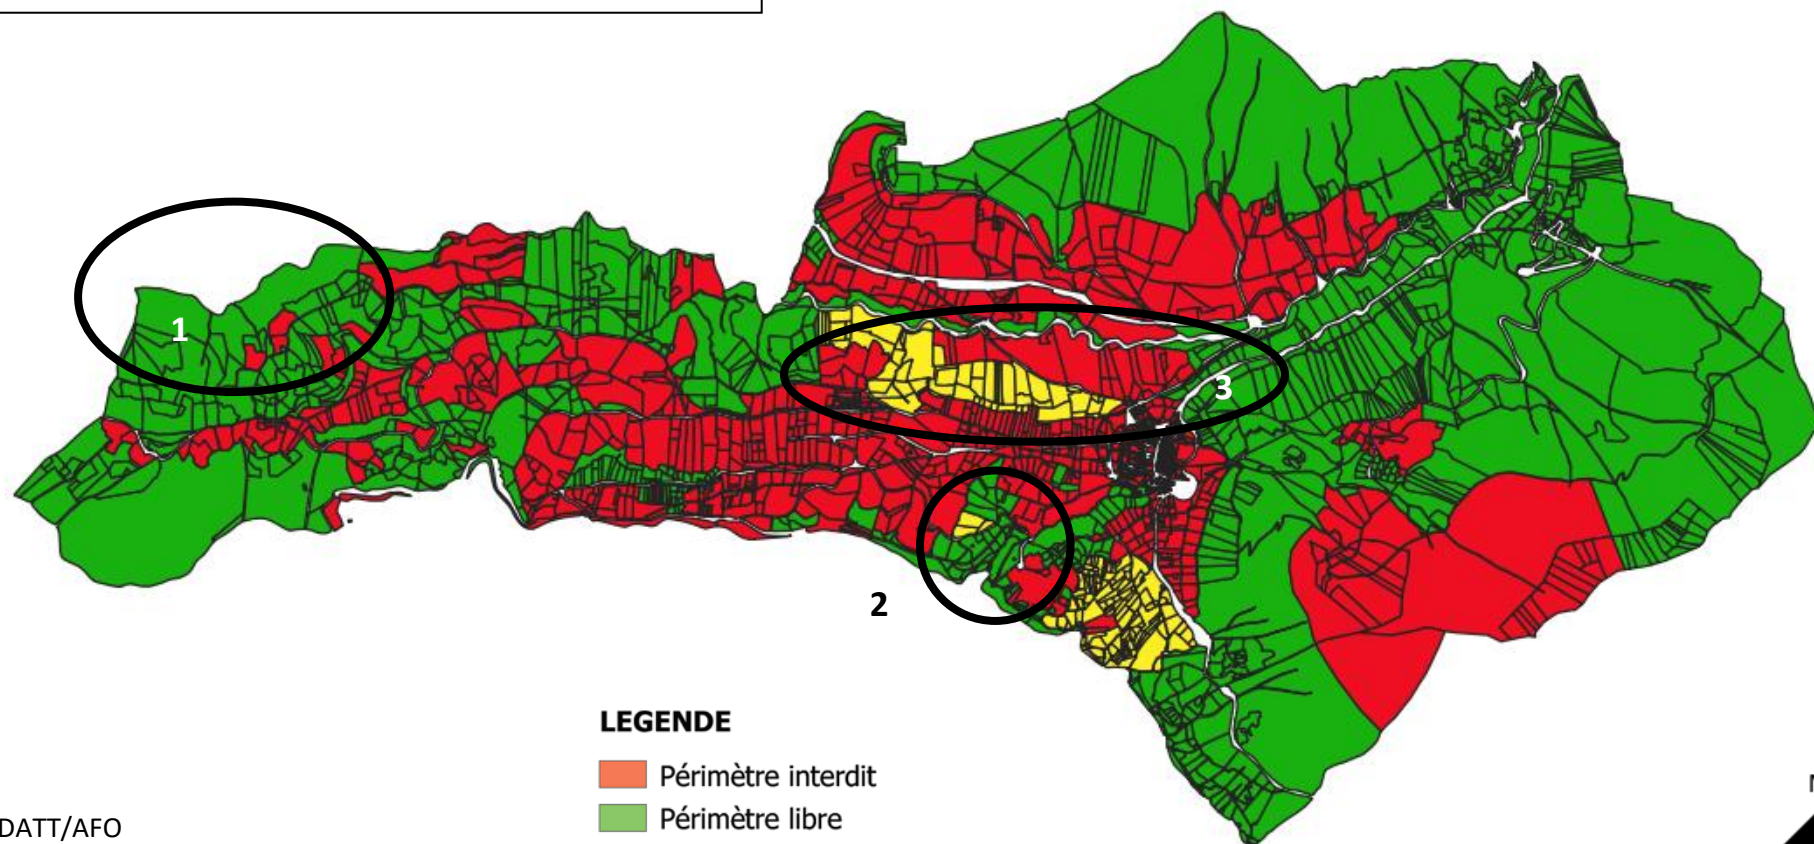 1
3
2
LEGENDE
Périmètre interdit
Périmètre libre
DATT/AFO